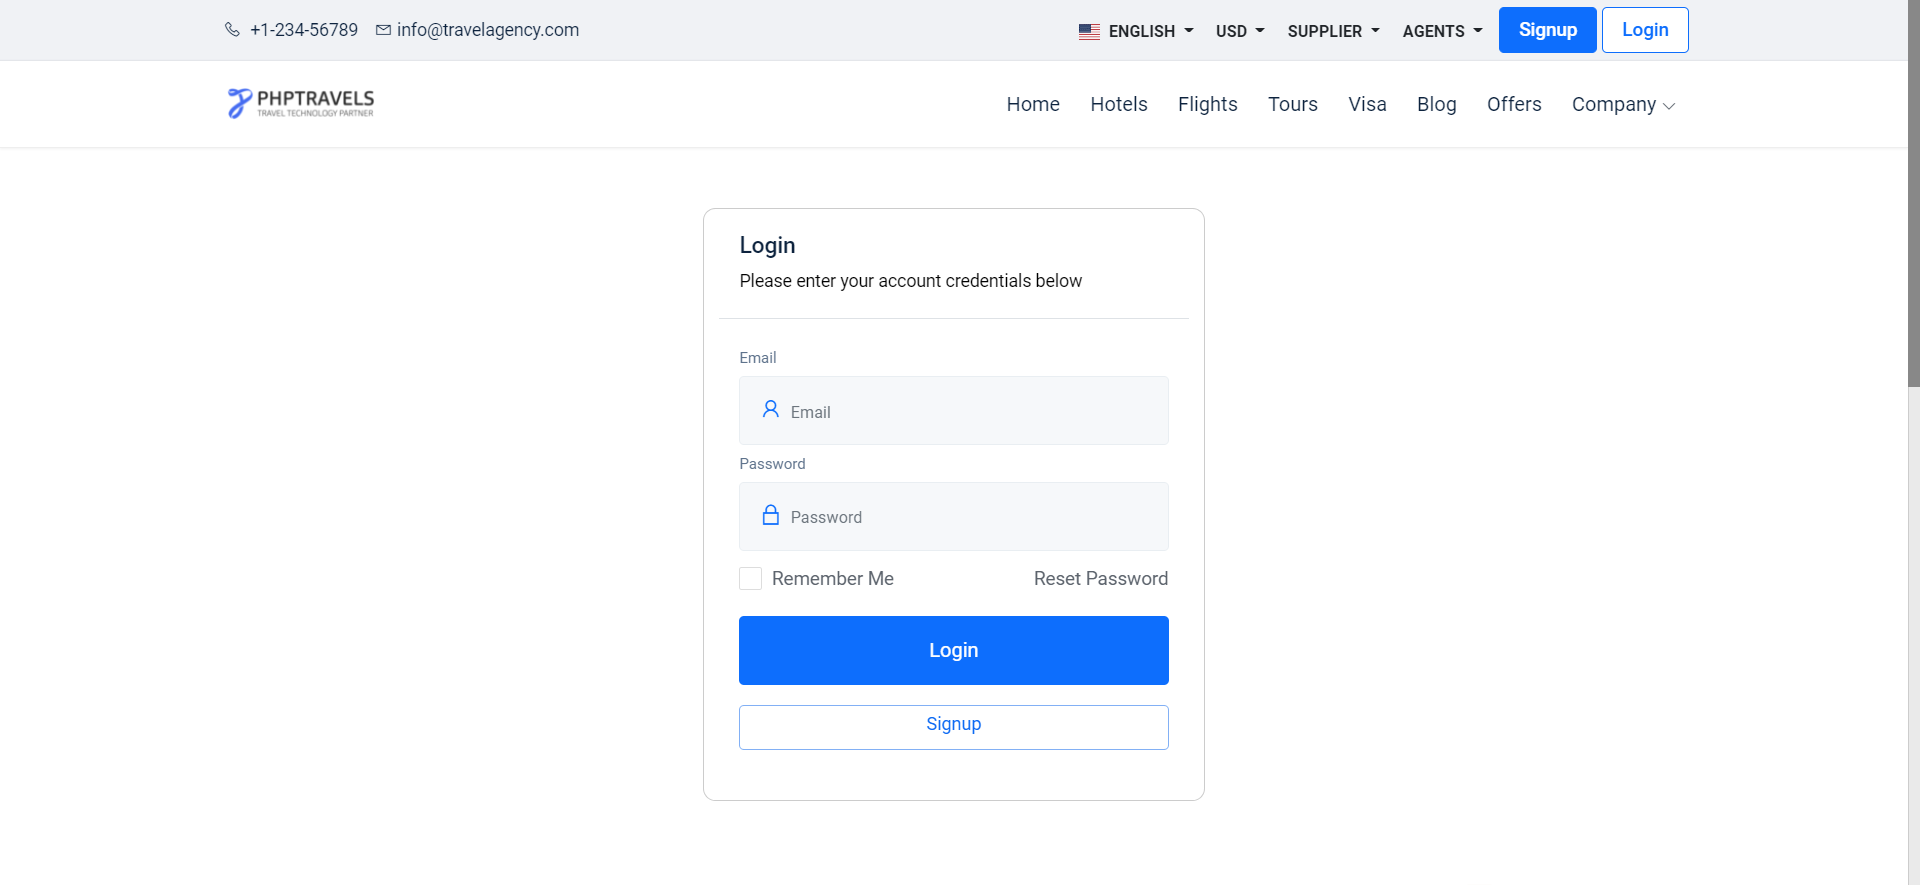 +1-234-56789 info@travelagency.com ENGLISH USD SUPPLIER AGENTS Signup Login
PHPTRAVELS
TRAVEL TECHNOLOGY PARTNER
Home Hotels Flights Tours Visa Blog Offers Company
Login
Please enter your account credentials below
Email
Email
Password
Password
Remember Me Reset Password
Login
Signup